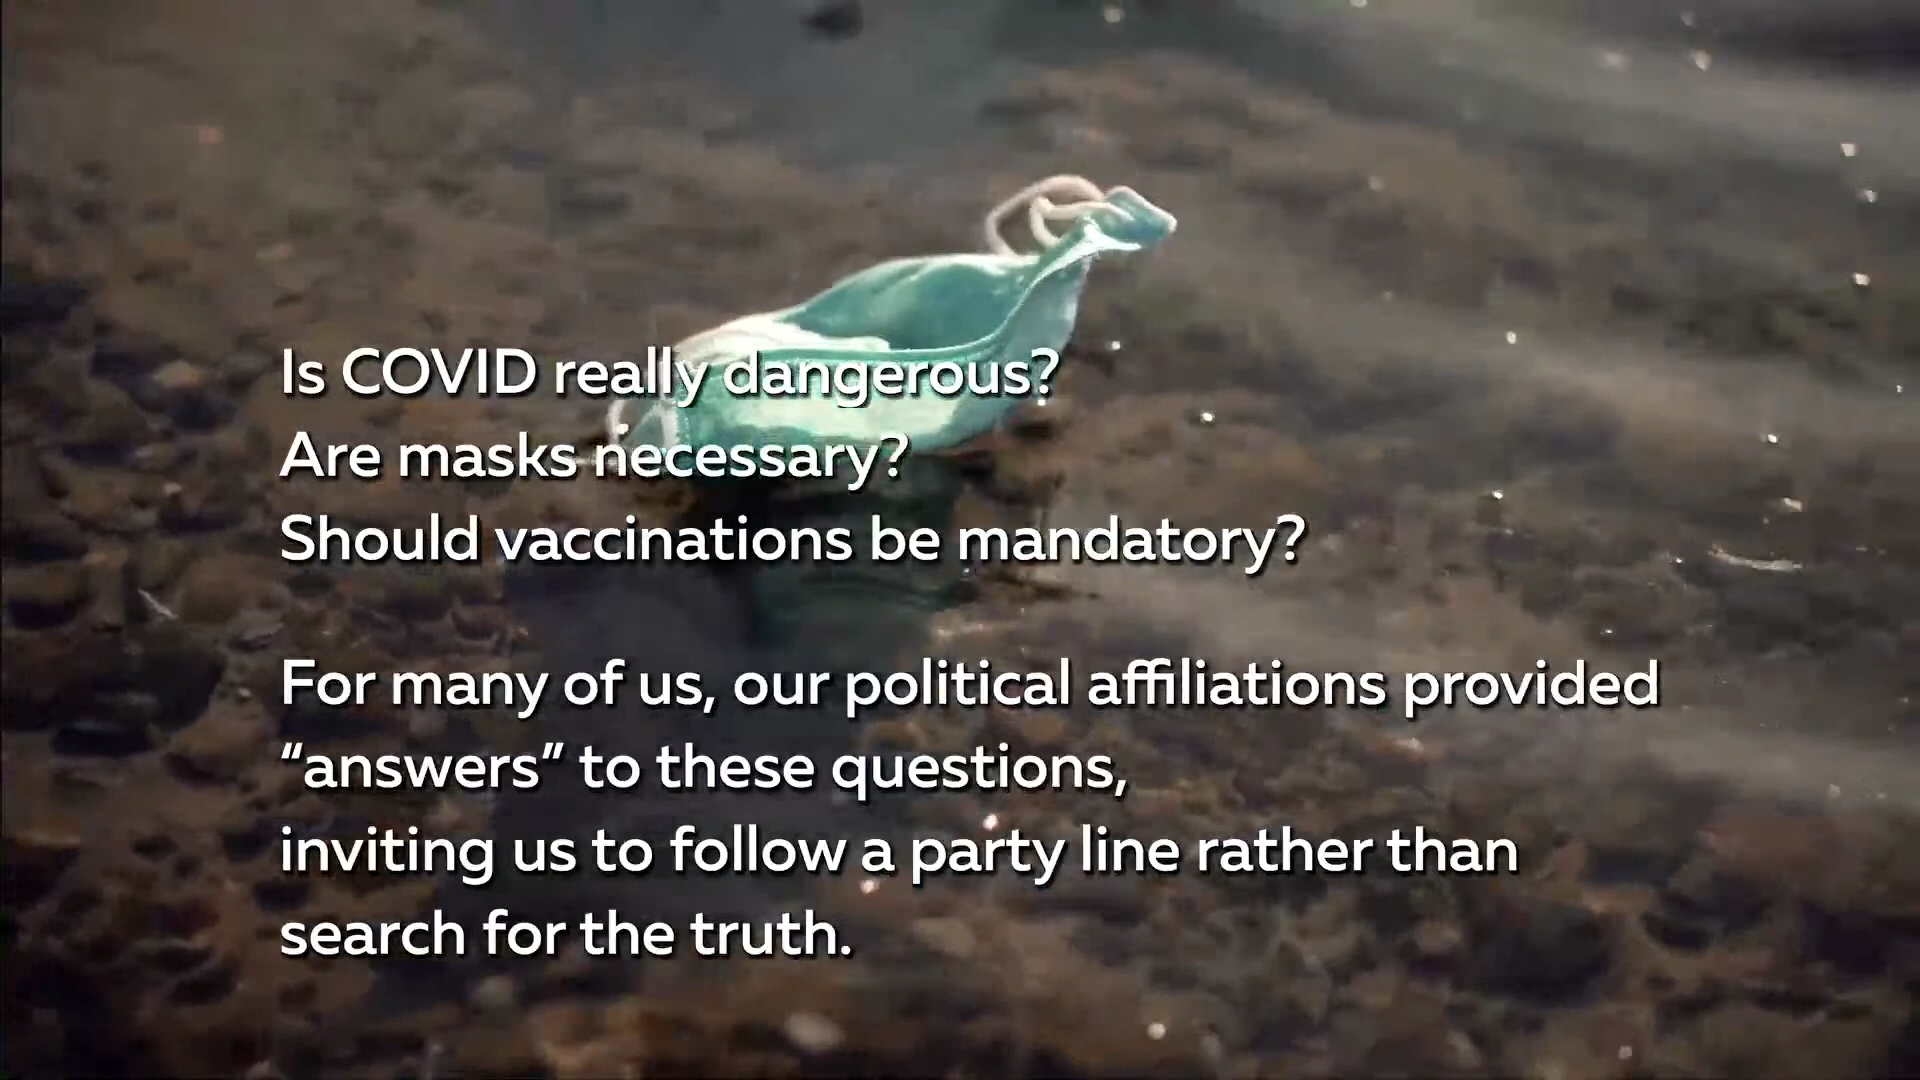 Is COVID really dangerous?
Are masks necessary?
Should vaccinations be mandatory?
For many of us, our political affiliations provided
“answers” to these questions,
inviting us to follow a party line rather than
search for the truth.